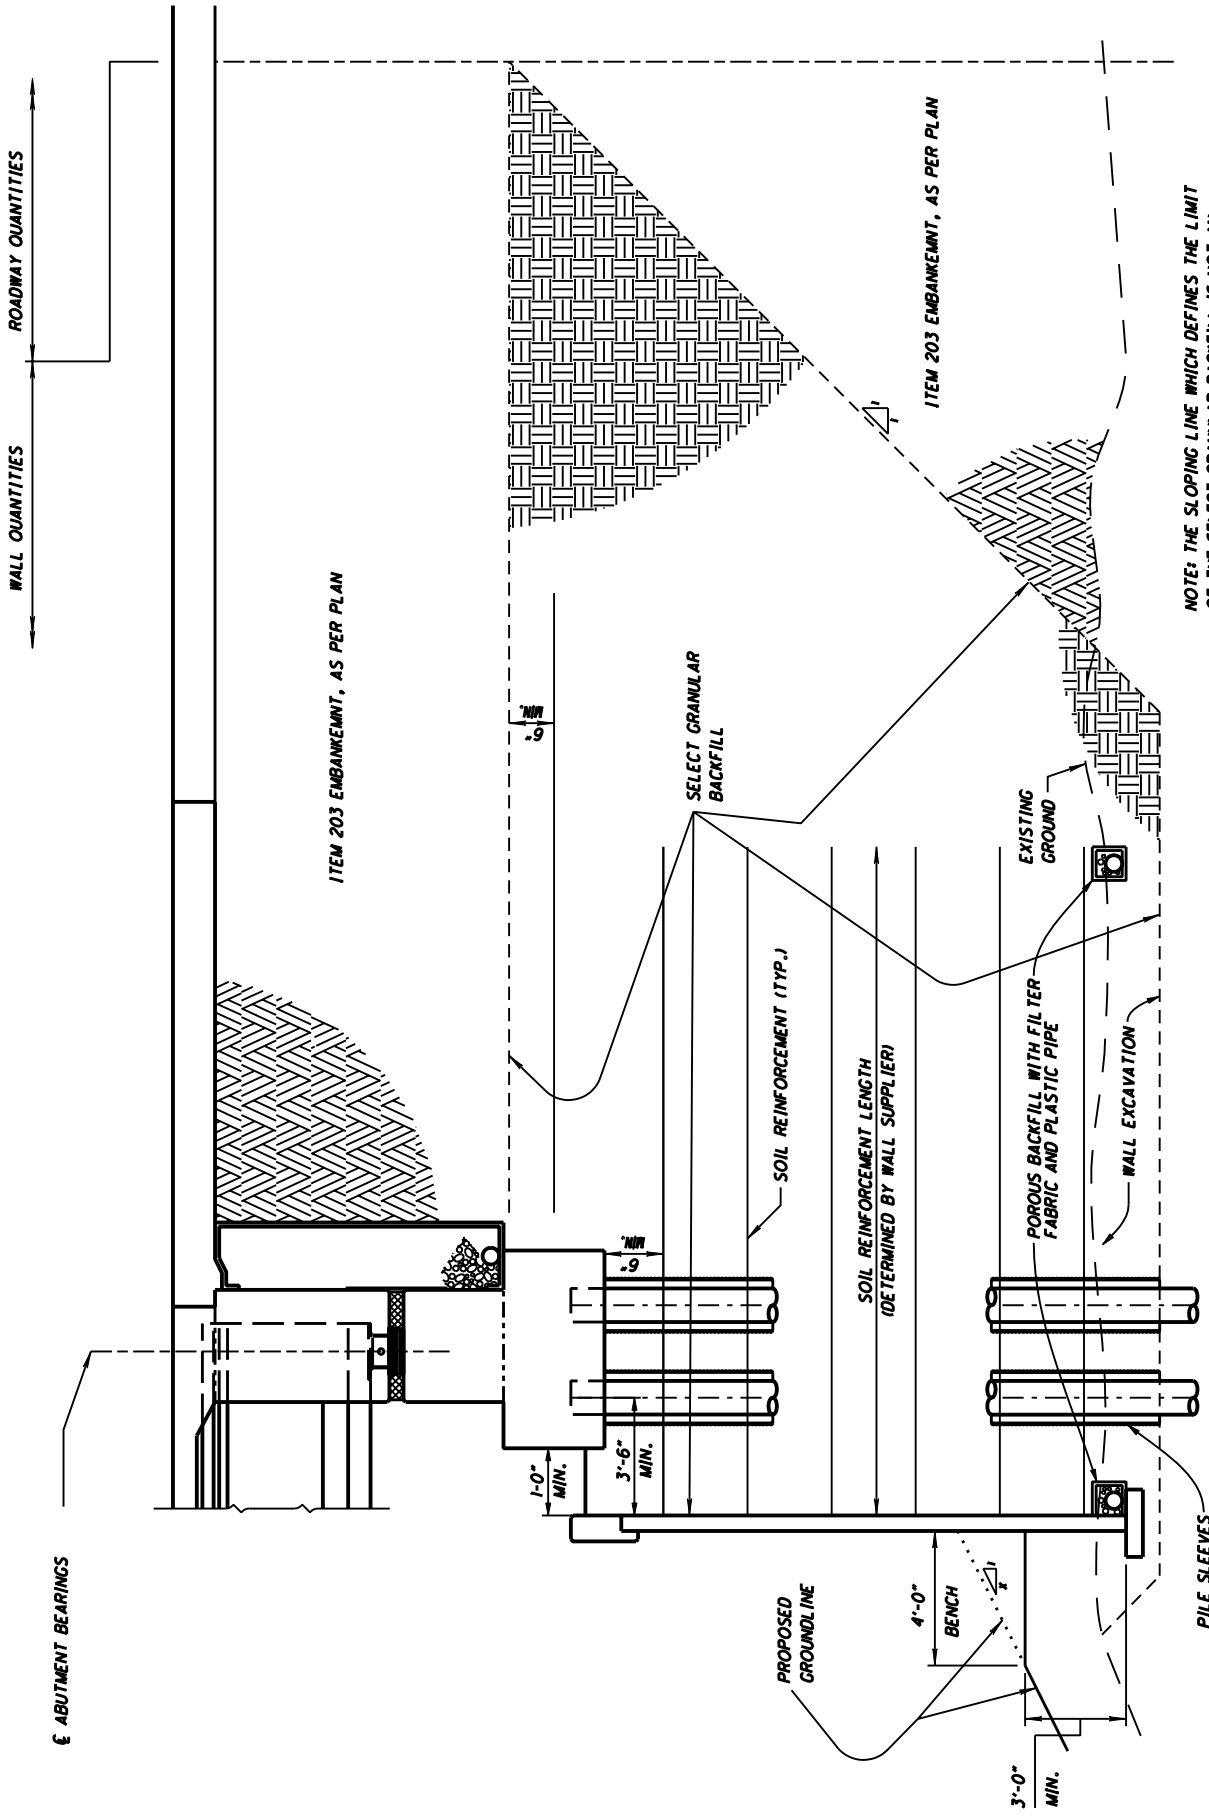 ℄ ABUTMENT BEARINGS
WALL QUANTITIES
ROADWAY QUANTITIES
ITEM 203 EMBANKEMNT, AS PER PLAN
6"
MIN.
SELECT GRANULAR
BACKFILL
ITEM 203 EMBANKEMNT, AS PER PLAN
1
1
1'-0"
MIN.
3'-6"
MIN.
6"
MIN.
SOIL REINFORCEMENT (TYP.)
SOIL REINFORCEMENT LENGTH
(DETERMINED BY WALL SUPPLIER)
EXISTING
GROUND
POROUS BACKFILL WITH FILTER
FABRIC AND PLASTIC PIPE
WALL EXCAVATION
PROPOSED
GROUNDLINE
4'-0"
BENCH
1
x
3'-0"
MIN.
PILE SLEEVES
NOTE: THE SLOPING LINE WHICH DEFINES THE LIMIT